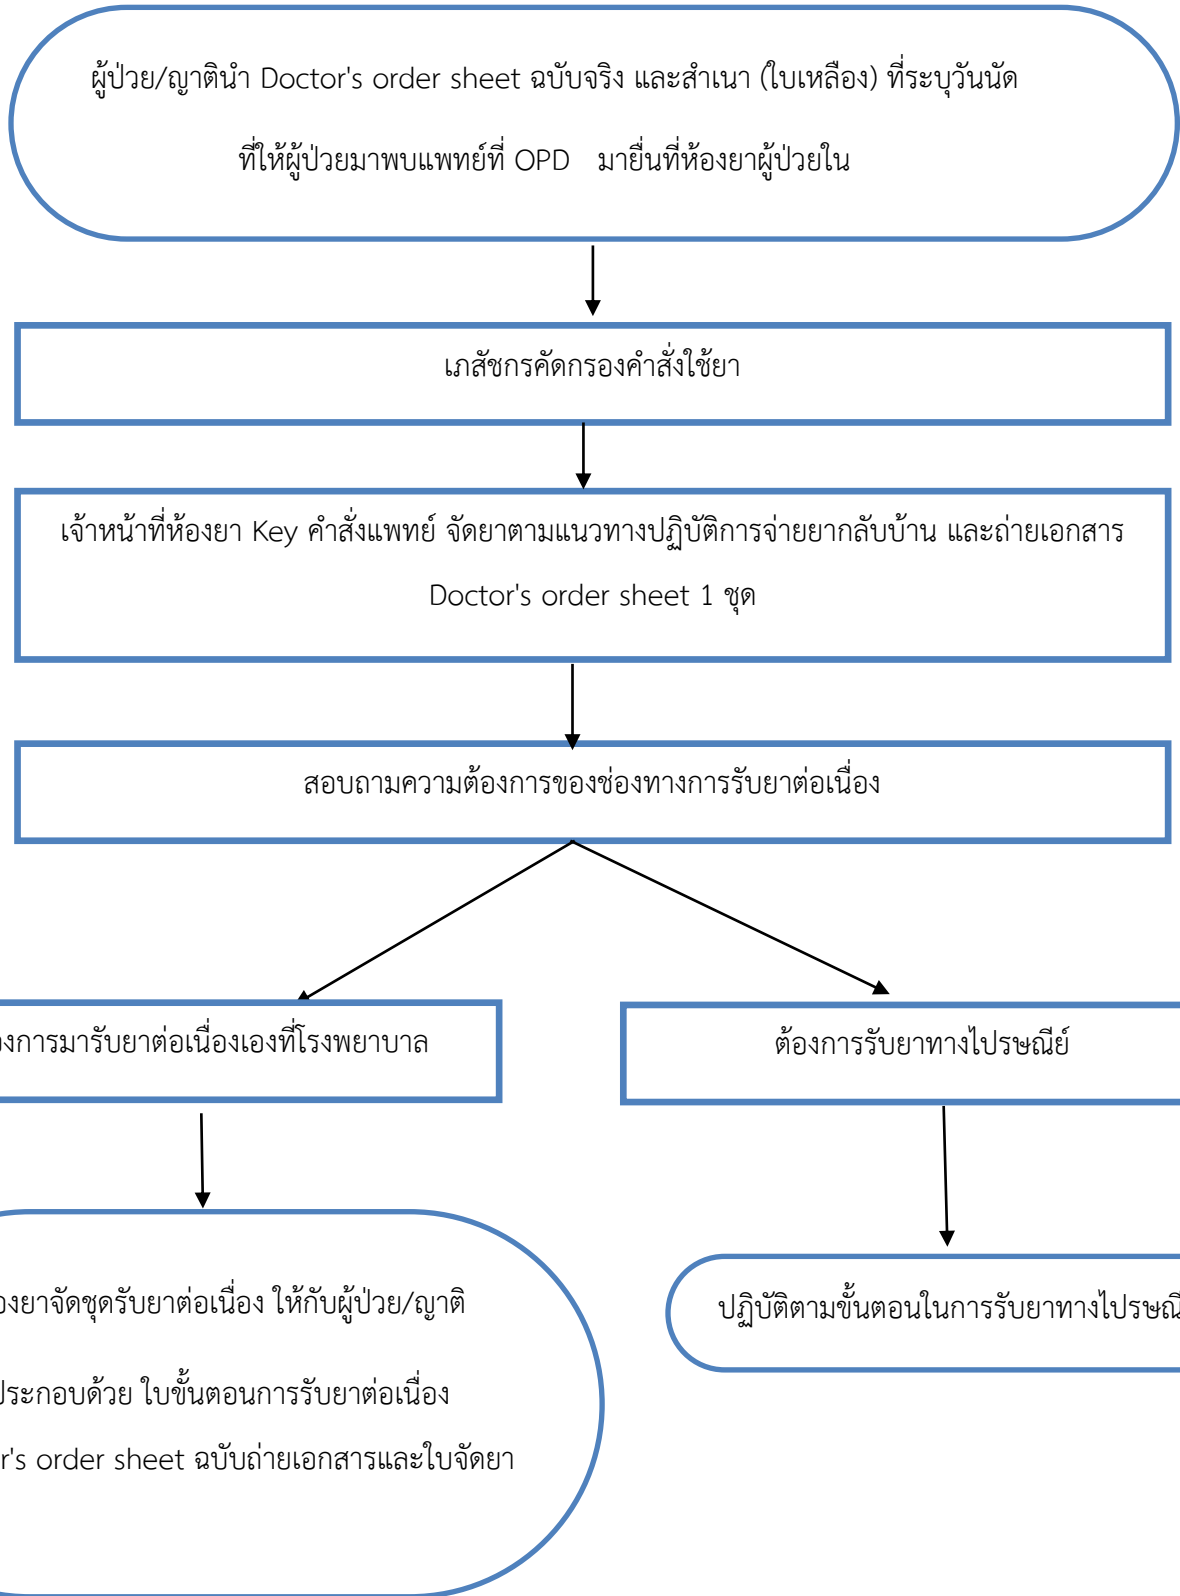 ผู้ป่วย/ญาตินำ Doctor's order sheet ฉบับจริง และสำเนา (ใบเหลือง) ที่ระบุวันนัด
ที่ให้ผู้ป่วยมาพบแพทย์ที่ OPD มายื่นที่ห้องยาผู้ป่วยใน
เภสัชกรคัดกรองคำสั่งใช้ยา
เจ้าหน้าที่ห้องยา Key คำสั่งแพทย์ จัดยาตามแนวทางปฏิบัติการจ่ายยากลับบ้าน และถ่ายเอกสาร
Doctor's order sheet 1 ชุด
สอบถามความต้องการของช่องทางการรับยาต่อเนื่อง
งการมารับยาต่อเนื่องเองที่โรงพยาบาล
ต้องการรับยาทางไปรษณีย์
องยาจัดชุดรับยาต่อเนื่อง ให้กับผู้ป่วย/ญาติ
ประกอบด้วย ใบขั้นตอนการรับยาต่อเนื่อง
r's order sheet ฉบับถ่ายเอกสารและใบจัดยา
ปฏิบัติตามขั้นตอนในการรับยาทางไปรษณี